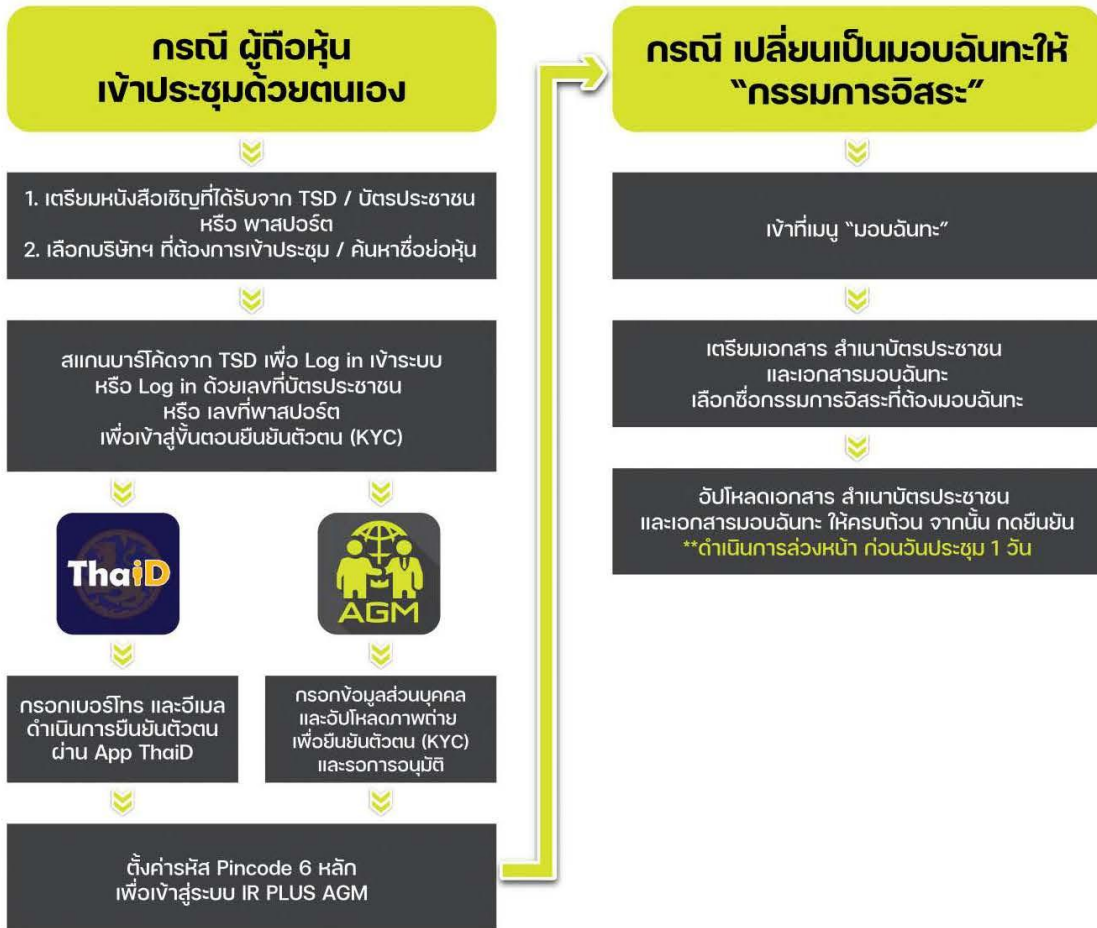 กรณี ผู้ถือหุ้น
เข้าประชุมด้วยตนเอง
1. เตรียมหนังสือเชิญที่ได้รับจาก TSD / บัตรประชาชน
หรือ พาสปอร์ต
2. เลือกบริษัทฯ ที่ต้องการเข้าประชุม / ค้นหาชื่อย่อหุ้น
สแกนบาร์โค้ดจาก TSD เพื่อ Log in เข้าระบบ
หรือ Log in ด้วยเลขที่บัตรประชาชน
หรือ เลขที่พาสปอร์ต
เพื่อเข้าสู่ขั้นตอนยืนยันตัวตน (KYC)
ThaiD
AGM
กรอกเบอร์โทร และอีเมล
ดำเนินการยืนยันตัวตน
ผ่าน App ThaiD
กรอกข้อมูลส่วนบุคคล
และอัปโหลดภาพถ่าย
เพื่อยืนยันตัวตน (KYC)
และรอการอนุมัติ
ตั้งค่ารหัส Pincode 6 หลัก
เพื่อเข้าสู่ระบบ IR PLUS AGM
กรณี เปลี่ยนเป็นมอบฉันทะให้
“กรรมการอิสระ”
เข้าที่เมนู “มอบฉันทะ”
เตรียมเอกสาร สำเนาบัตรประชาชน
และเอกสารมอบฉันทะ
เลือกชื่อกรรมการอิสระที่ต้องมอบฉันทะ
อัปโหลดเอกสาร สำเนาบัตรประชาชน
และเอกสารมอบฉันทะ ให้ครบถ้วน จากนั้น กดยืนยัน
**ดำเนินการล่วงหน้า ก่อนวันประชุม 1 วัน